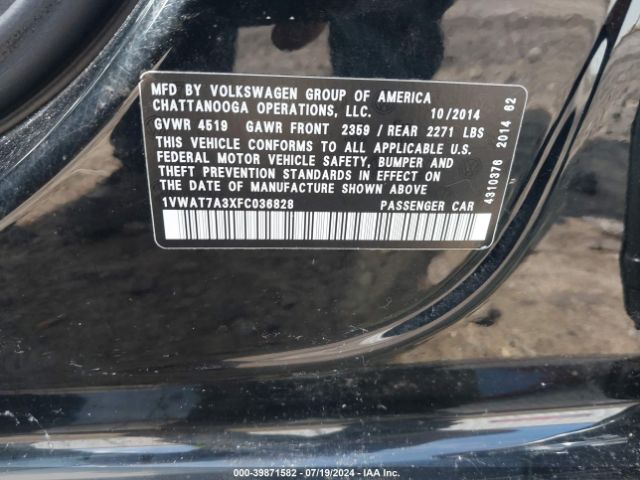 MFD BY VOLKSWAGEN GROUP OF AMERICA
CHATTANOOGA OPERATIONS, LLC. 10/2014
GVWR 4519 GAWR FRONT 2359 / REAR 2271 LBS
THIS VEHICLE CONFORMS TO ALL APPLICABLE U.S.
FEDERAL MOTOR VEHICLE SAFETY, BUMPER AND
THEFT PREVENTION STANDARDS IN EFFECT ON
THE DATE OF MANUFACTURE SHOWN ABOVE
1VWAT7A3XFC036828 PASSENGER CAR
4310376 2014 62
000-39871582 - 07/19/2024 - IAA Inc.